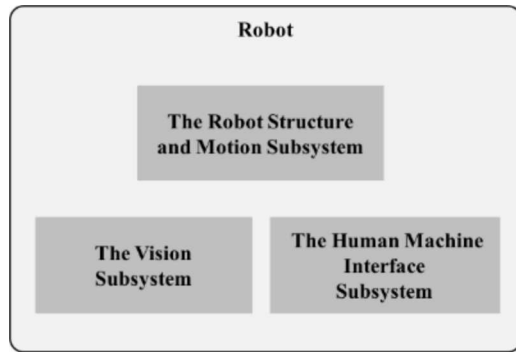 Robot
The Robot Structure
and Motion Subsystem
The Vision
Subsystem
The Human Machine
Interface
Subsystem